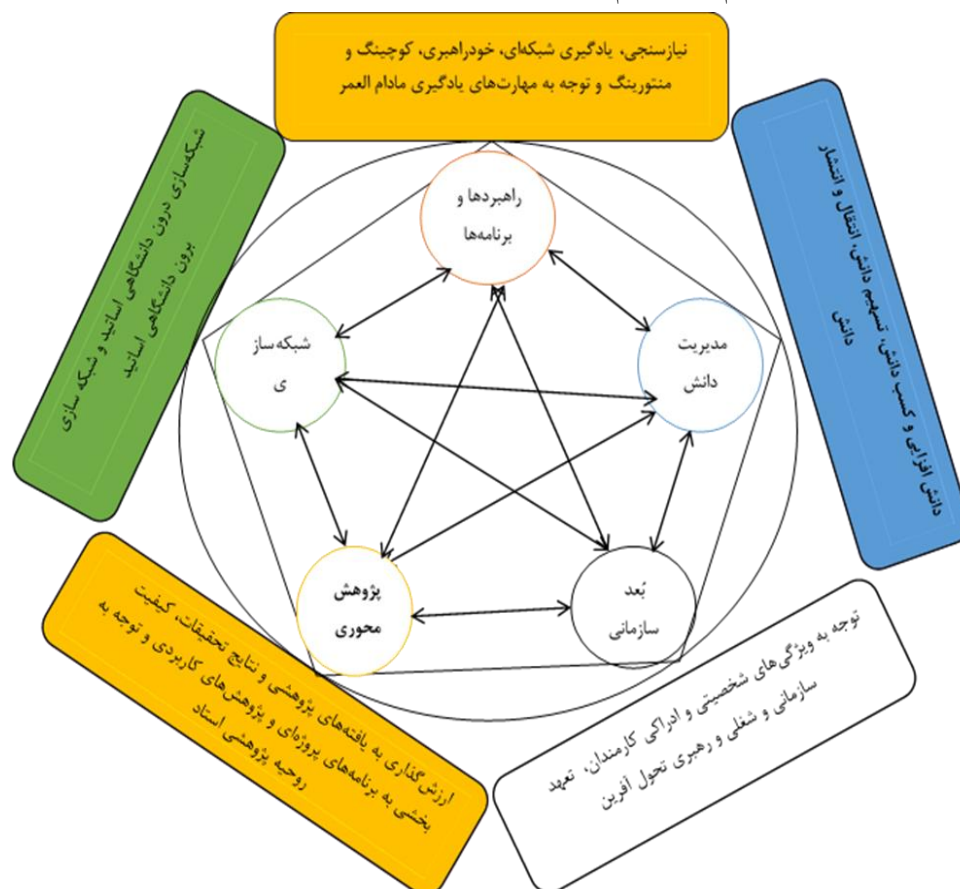 نیازسنجی، یادگیری شبکه‌ای، خودراهبری، کوچینگ و
منتورینگ و توجه به مهارت‌های یادگیری مادام العمر
شبکه‌سازی درون دانشگاهی اساتید و شبکه سازی
برون دانشگاهی اساتید
دانش افزایی و کسب دانش، تسهیم دانش، انتقال و انتشار
دانش
راهبردها و
برنامه‌ها
شبکه‌ساز
ی
مدیریت
دانش
پژوهش
محوری
بُعد
سازمانی
ارزش‌گذاری به یافته‌های پژوهشی و نتایج تحقیقات، کیفیت
بخشی به برنامه‌های پروژه‌ای و پژوهش‌های کاربردی و توجه به
روحیه پژوهشی استاد
توجه به ویژگی‌های شخصیتی و ادراکی کارمندان، تعهد
سازمانی و شغلی و رهبری تحول آفرین